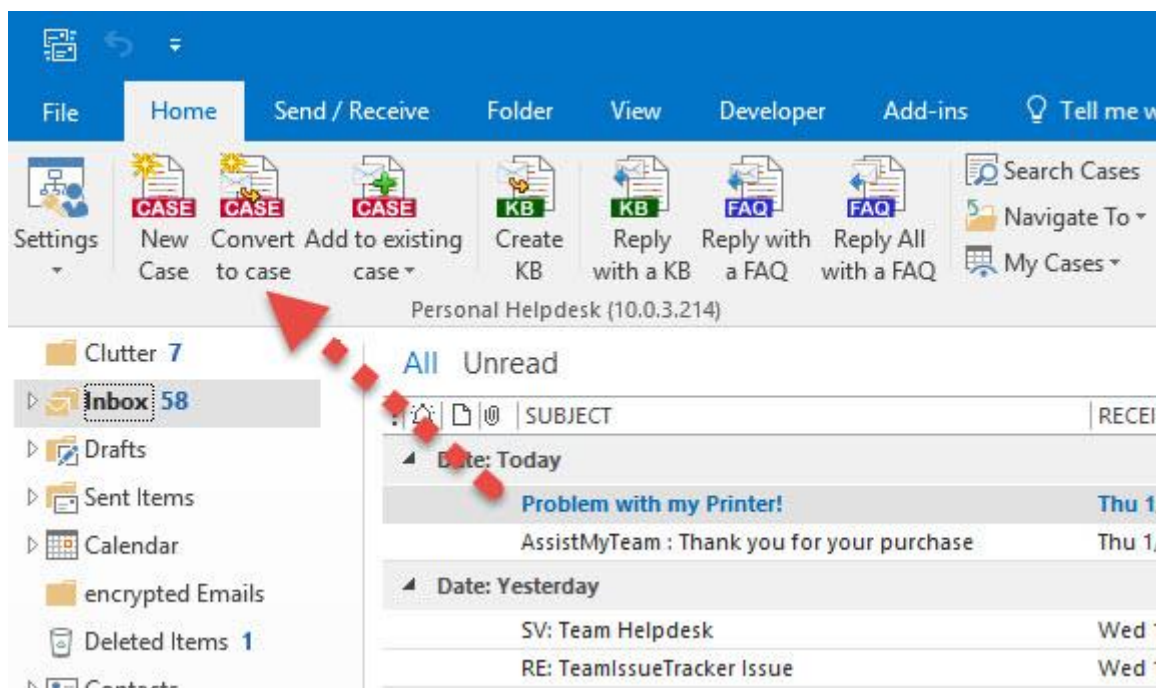 File Home Send / Receive Folder View Developer Add-ins Tell me w
CASE CASE CASE KB KB FAQ FAQ
Settings New Case Convert to case Add to existing case Create KB Reply with a KB Reply with a FAQ Reply All with a FAQ
Search Cases
Navigate To
My Cases
Personal Helpdesk (10.0.3.214)
Clutter 7
Inbox 58
Drafts
Sent Items
Calendar
encrypted Emails
Deleted Items 1
Contacts
All Unread
SUBJECT RECEI
Date: Today
Problem with my Printer! Thu 1
AssistMyTeam : Thank you for your purchase Thu 1/
Date: Yesterday
SV: Team Helpdesk Wed 1
RE: TeamIssueTracker Issue Wed 1